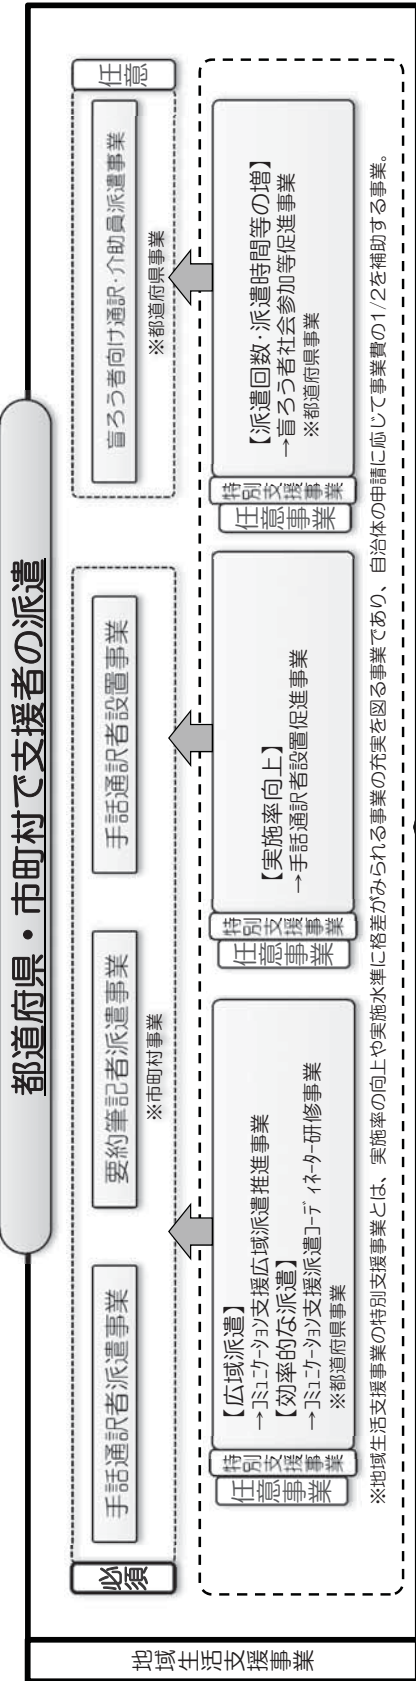 都道府県・市町村で支援者の派遣
地域生活支援事業
必須
手話通訳者派遣事業
要約筆記者派遣事業
手話通訳者設置事業
※市町村事業
任意
盲ろう者向け通訳・介助員派遣事業
※都道府県事業
任意事業
特別支援事業
【広域派遣】
→コミュニケーション支援広域派遣推進事業
【効率的な派遣】
→コミュニケーション支援派遣コーディネーター研修事業
※都道府県事業
任意事業
特別支援事業
【実施率向上】
→手話通訳者設置促進事業
任意事業
特別支援事業
【派遣回数・派遣時間等の増】
→盲ろう者社会参加等促進事業
※都道府県事業
※地域生活支援事業の特別支援事業とは、実施率の向上や実施水準に格差がみられる事業の充実を図る事業であり、自治体の申請に応じて事業費の1/2を補助する事業。